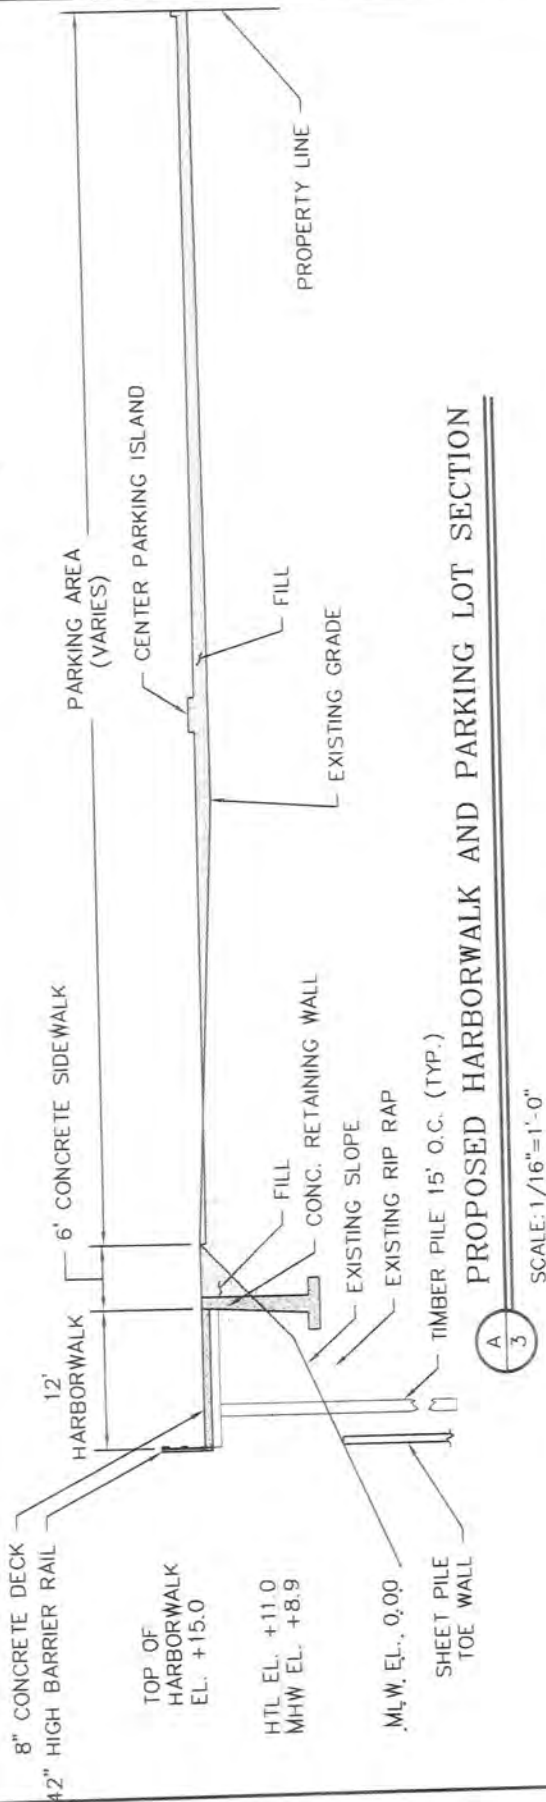 8" CONCRETE DECK
42" HIGH BARRIER RAIL
12'
HARBORWALK
6' CONCRETE SIDEWALK
PARKING AREA
(VARIES)
CENTER PARKING ISLAND
TOP OF
HARBORWALK
EL. +15.0
HTL EL. +11.0
MHW EL. +8.9
MLW EL. 0.00
SHEET PILE
TOE WALL
FILL
CONC. RETAINING WALL
EXISTING SLOPE
EXISTING RIP RAP
TIMBER PILE 15' O.C. (TYP.)
FILL
EXISTING GRADE
PROPERTY LINE
A
3
PROPOSED HARBORWALK AND PARKING LOT SECTION
SCALE: 1/16"=1'-0"